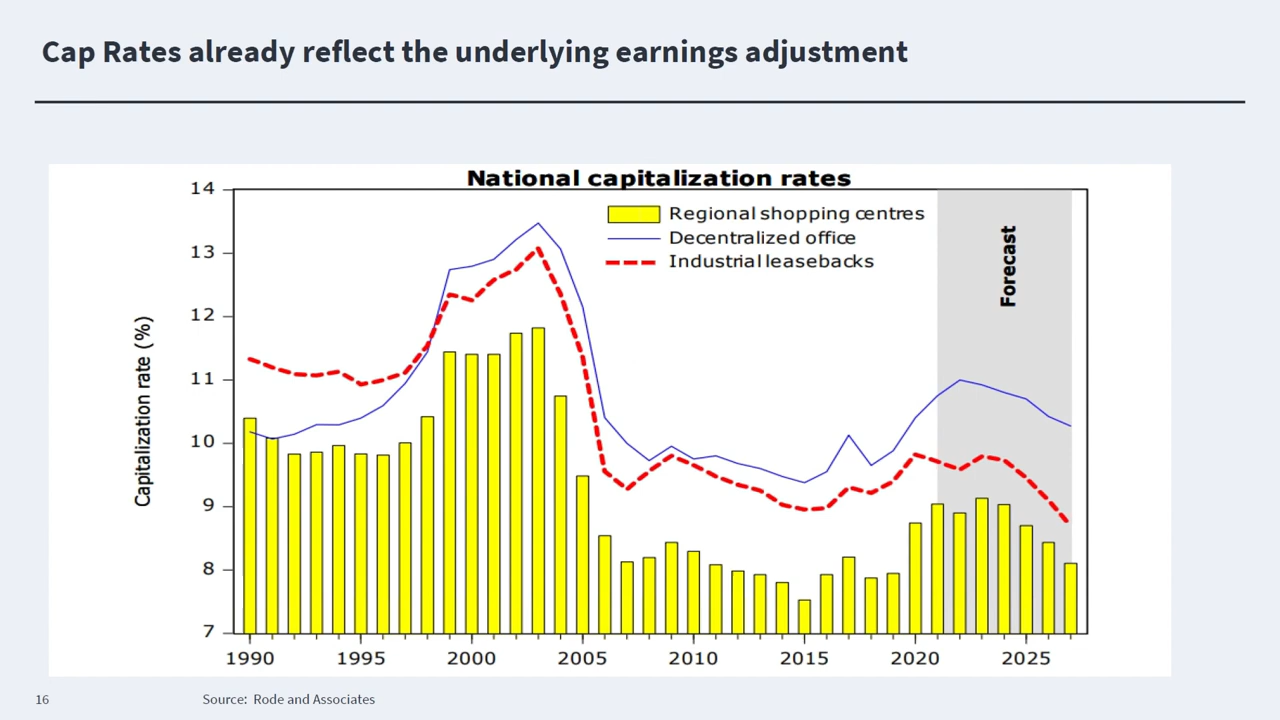 Cap Rates already reflect the underlying earnings adjustment
National capitalization rates
Regional shopping centres
Decentralized office
Industrial leasebacks
Forecast
Capitalization rate (%)
14
13
12
11
10
9
8
7
1990 1995 2000 2005 2010 2015 2020 2025
16 Source: Rode and Associates